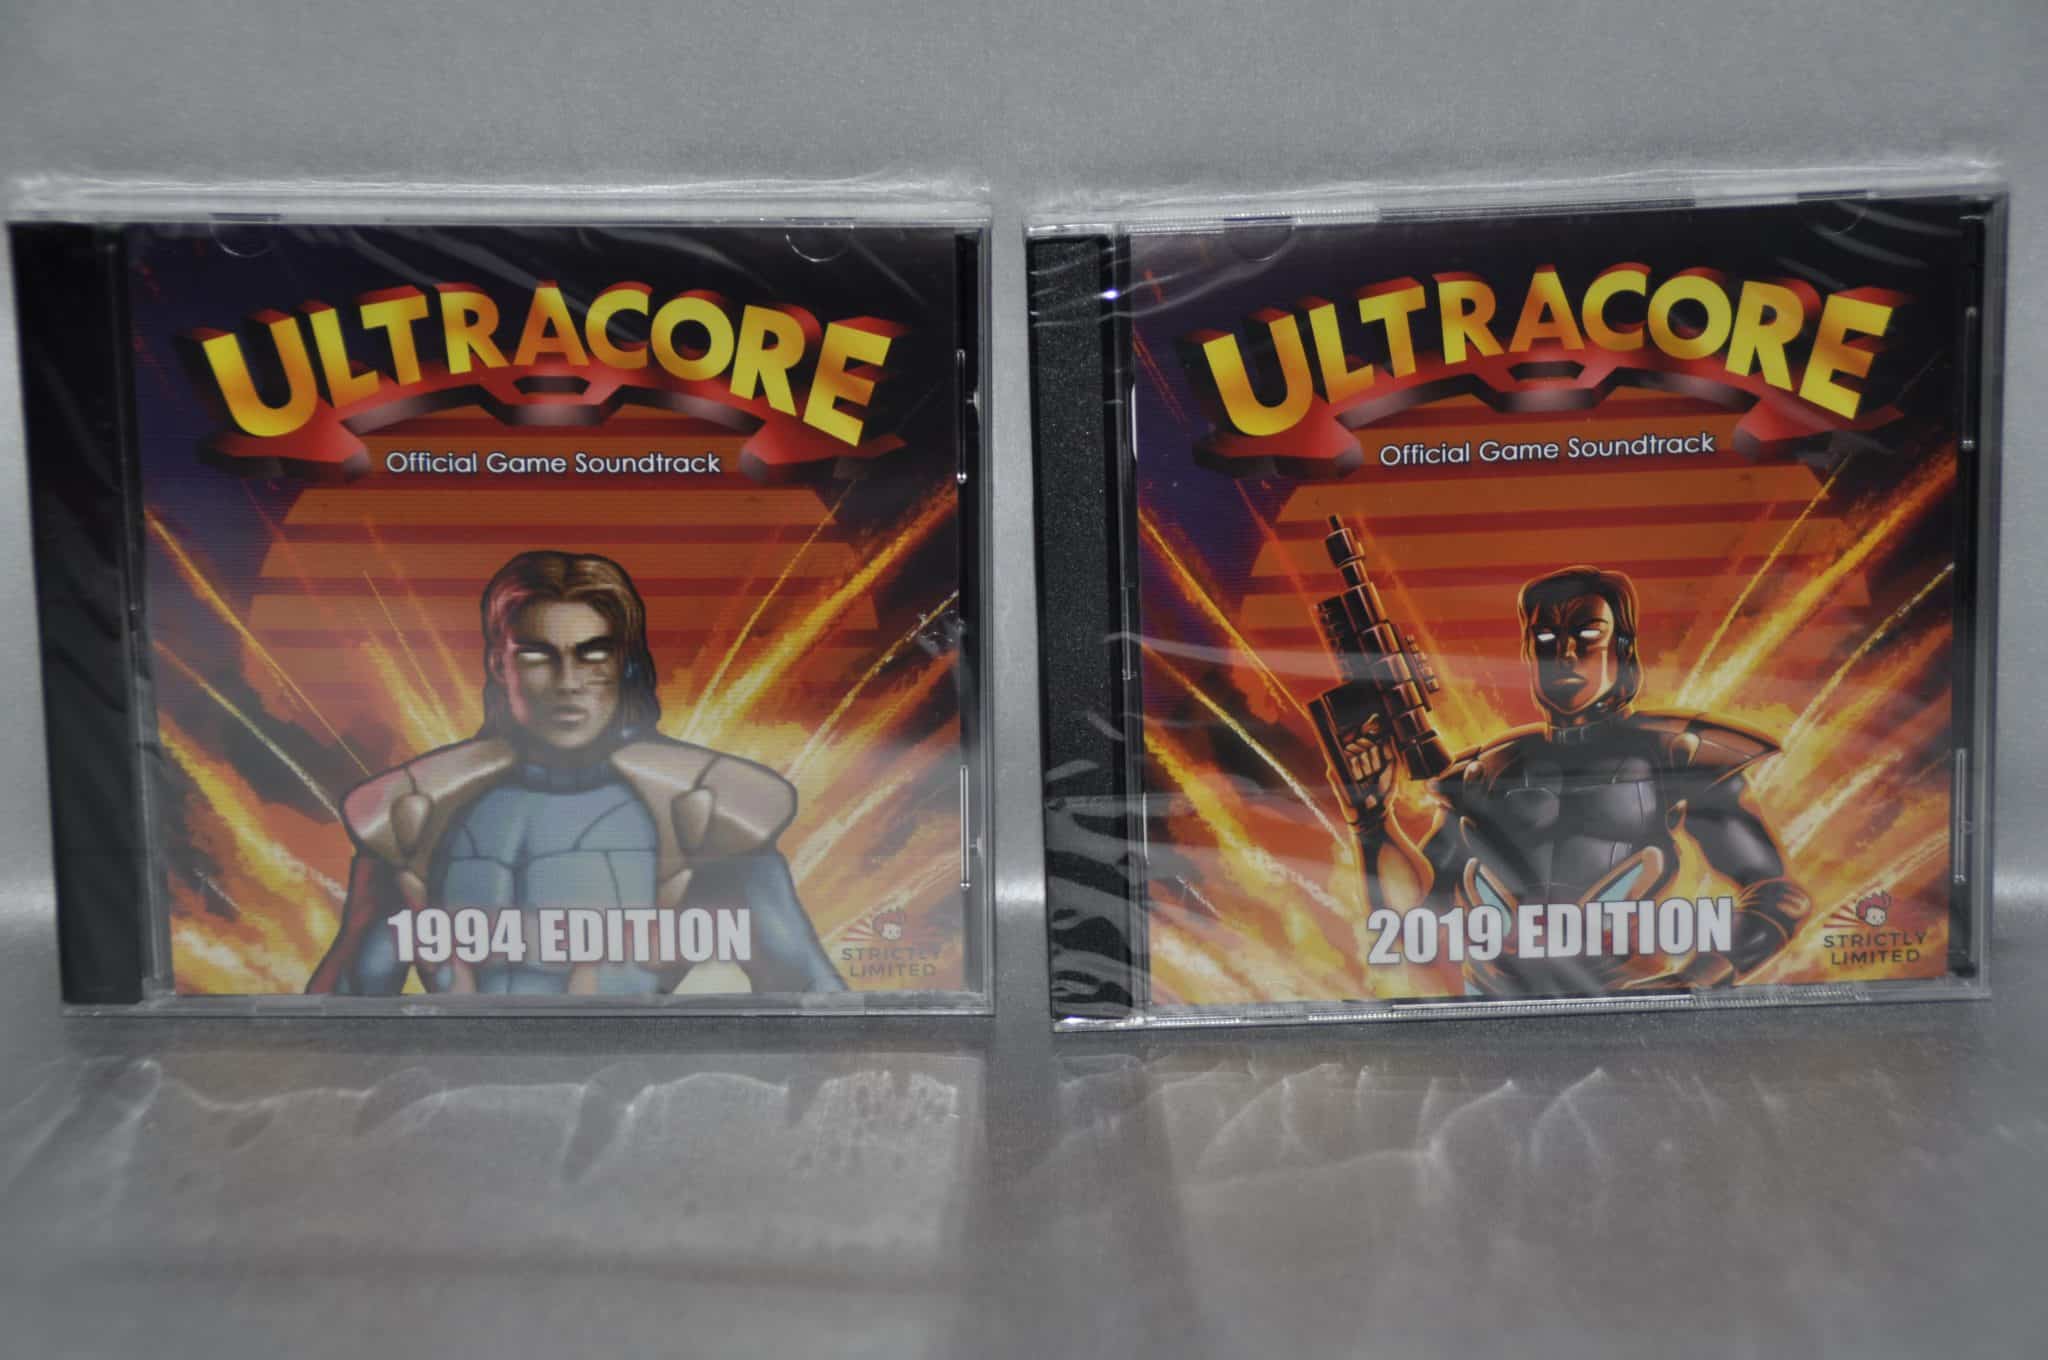 ULTRACORE
Official Game Soundtrack
1994 EDITION
STRICTLY
LIMITED
ULTRACORE
Official Game Soundtrack
2019 EDITION
STRICTLY
LIMITED